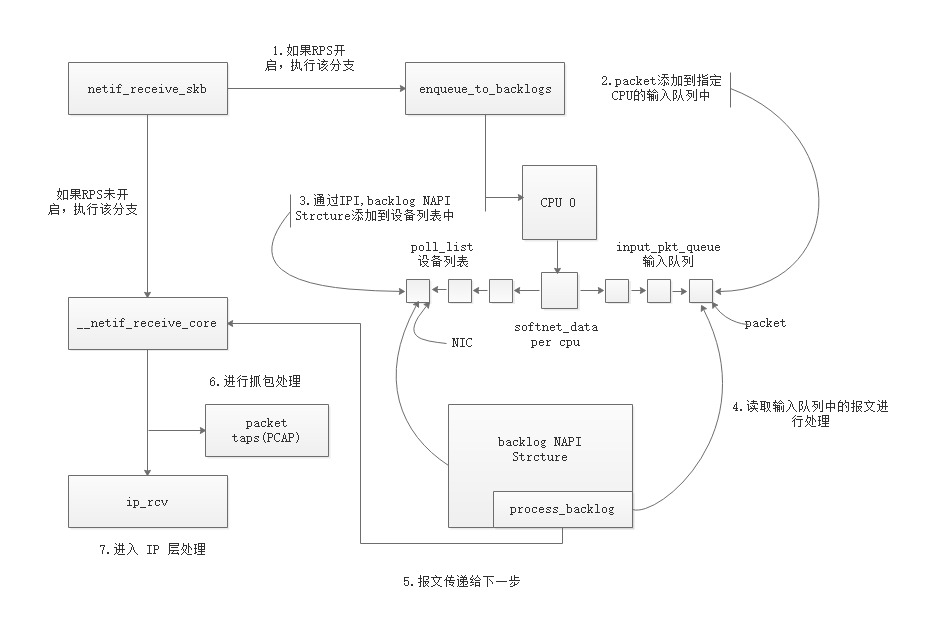 1.如果RPS开
启，执行该分支
netif_receive_skb
enqueue_to_backlogs
2.packet添加到指定
CPU的输入队列中
如果RPS未开
启，执行该分支
3.通过IPI,backlog NAPI
Strcture添加到设备列表中
CPU 0
poll_list
设备列表
input_pkt_queue
输入队列
softnet_data
per cpu
NIC
packet
__netif_receive_core
6.进行抓包处理
packet
taps(PCAP)
4.读取输入队列中的报文进
行处理
backlog NAPI
Strcture
process_backlog
ip_rcv
7.进入 IP 层处理
5.报文传递给下一步